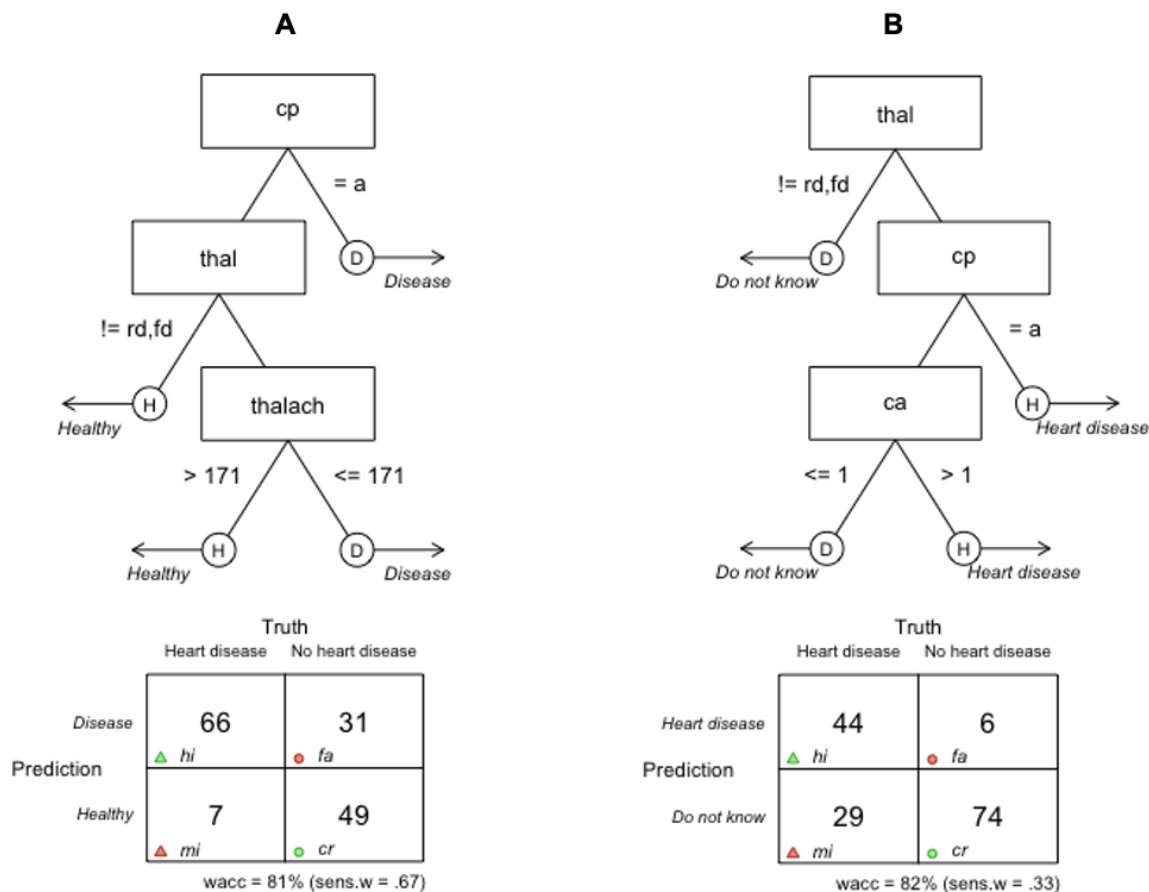 A
B
cp
thal
= a
!= rd,fd
thal
D
Disease
D
Do not know
cp
!= rd,fd
= a
thalach
H
Healthy
ca
H
Heart disease
> 171
<= 171
<= 1
> 1
H
Healthy
D
Disease
D
Do not know
H
Heart disease
Truth
Heart disease
No heart disease
Disease
66
31
hi
fa
Prediction
Healthy
7
49
mi
cr
wacc = 81% (sens.w = .67)
Truth
Heart disease
No heart disease
Heart disease
44
6
hi
fa
Prediction
Do not know
29
74
mi
cr
wacc = 82% (sens.w = .33)